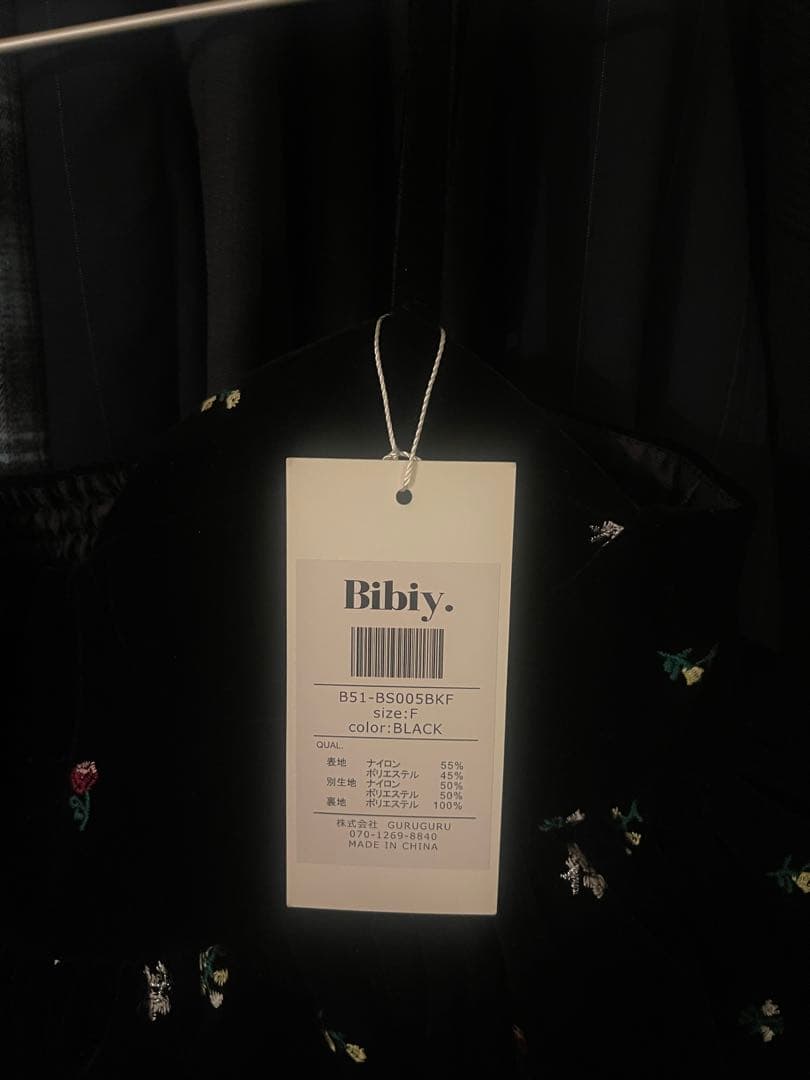 Bibiy.
B51-BS005BKF
size:F
color:BLACK
QUAL.
表地 ナイロン 55%
ポリエステル 45%
別生地 ナイロン 50%
ポリエステル 50%
裏地 ポリエステル 100%
株式会社 GURUGURU
070-1269-8840
MADE IN CHINA